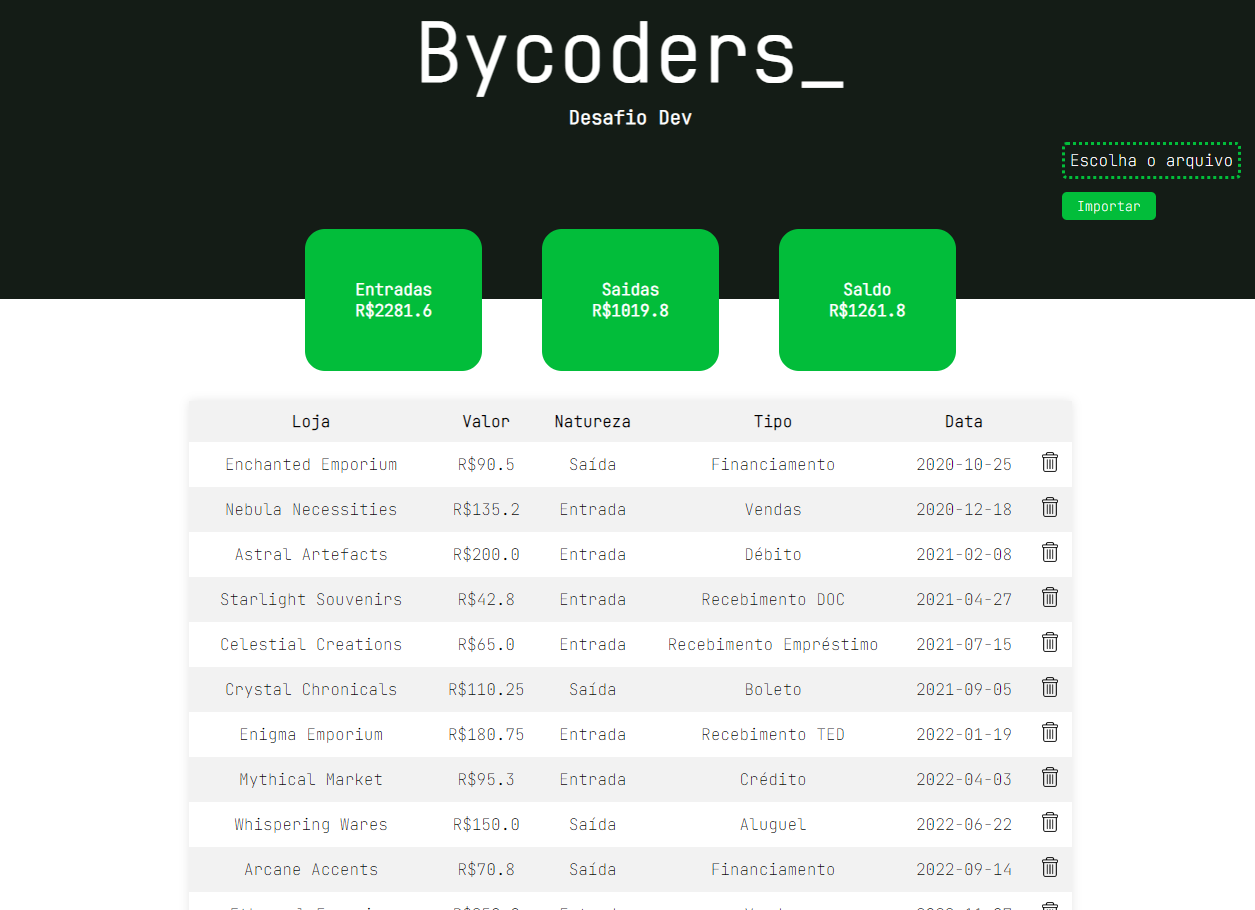 Bycoders_
Desafio Dev
Escolha o arquivo
Importar
Entradas
R$2281.6
Saidas
R$1019.8
Saldo
R$1261.8
Loja Valor Natureza Tipo Data
Enchanted Emporium R$90.5 Saída Financiamento 2020-10-25
Nebula Necessities R$135.2 Entrada Vendas 2020-12-18
Astral Artefacts R$200.0 Entrada Débito 2021-02-08
Starlight Souvenirs R$42.8 Entrada Recebimento DOC 2021-04-27
Celestial Creations R$65.0 Entrada Recebimento Empréstimo 2021-07-15
Crystal Chronicals R$110.25 Saída Boleto 2021-09-05
Enigma Emporium R$180.75 Entrada Recebimento TED 2022-01-19
Mythical Market R$95.3 Entrada Crédito 2022-04-03
Whispering Wares R$150.0 Saída Aluguel 2022-06-22
Arcane Accents R$70.8 Saída Financiamento 2022-09-14